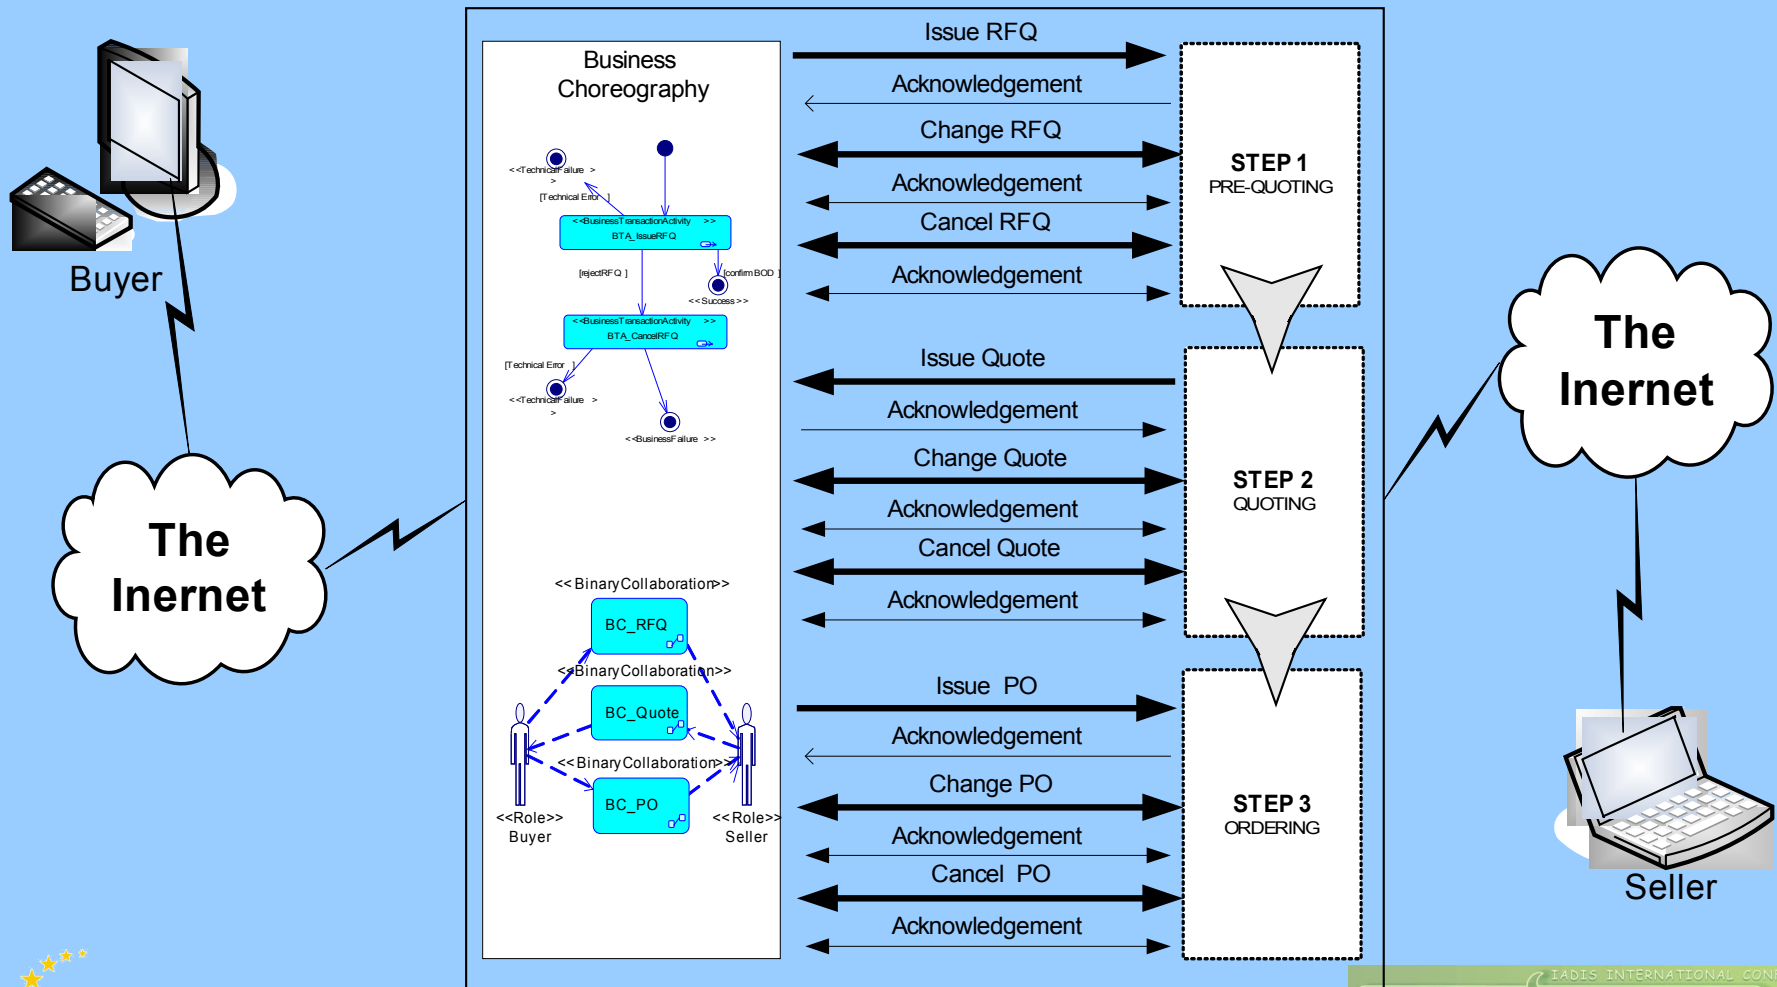 Buyer
The
Inernet
Business
Choreography
<<TechnicalFailure >
>
[Technical Error ]
<<BusinessTransactionActivity >>
BTA_IssueRFQ
[rejectRFQ ]
[confirm BOD ]
<< Success >>
<<BusinessTransactionActivity >>
BTA_CancelRFQ
[Technical Error ]
<<TechnicalFailure >
>
<<BusinessFailure >>
<< BinaryCollaboration>>
BC_RFQ
<<BinaryCollaboration>>
BC_Quote
<< BinaryCollaboration>>
BC_PO
<<Role>>
Buyer
<<Role>>
Seller
Issue RFQ
Acknowledgement
Change RFQ
Acknowledgement
Cancel RFQ
Acknowledgement
STEP 1
PRE-QUOTING
Issue Quote
Acknowledgement
Change Quote
Acknowledgement
Cancel Quote
Acknowledgement
STEP 2
QUOTING
Issue PO
Acknowledgement
Change PO
Acknowledgement
Cancel PO
Acknowledgement
STEP 3
ORDERING
The
Inernet
Seller
IADIS INTERNATIONAL CON